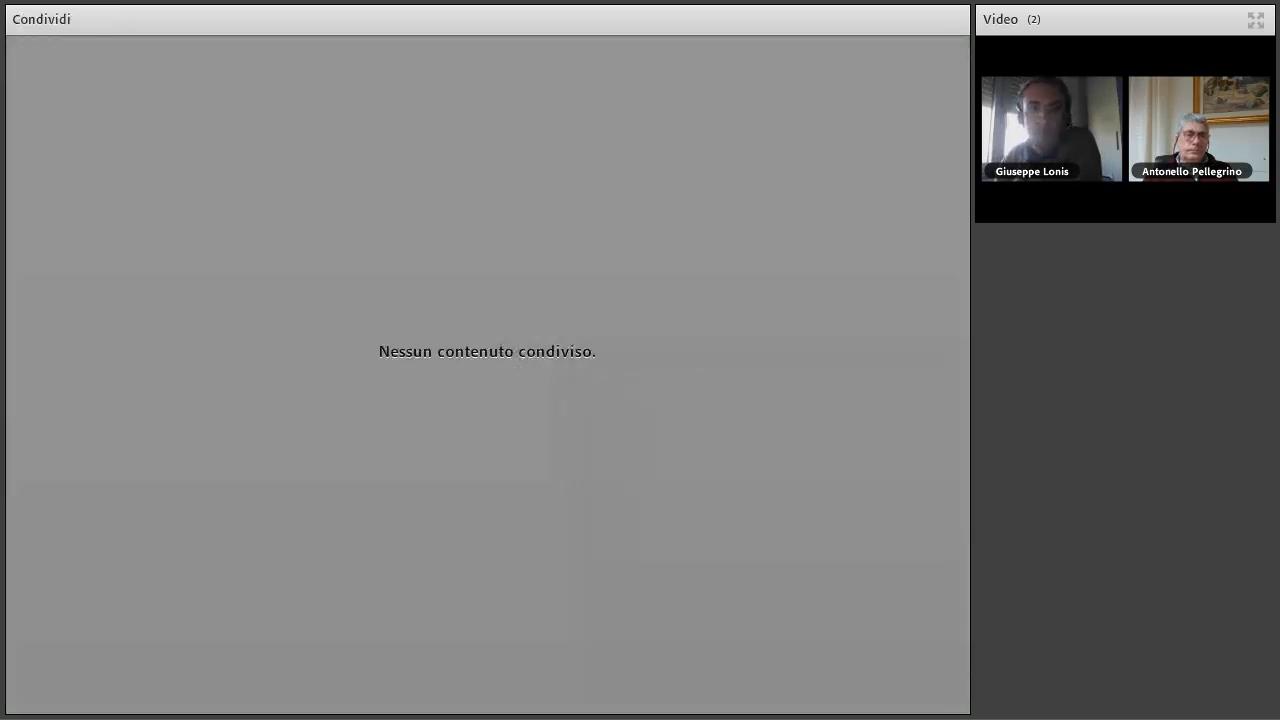 Condividi
Video (2)
Giuseppe Lonis
Antonello Pellegrino
Nessun contenuto condiviso.